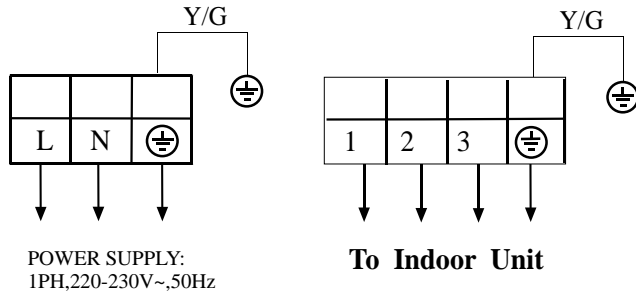 Y/G
Y/G
L N
1 2 3
POWER SUPPLY:
1PH,220-230V~,50Hz
To Indoor Unit